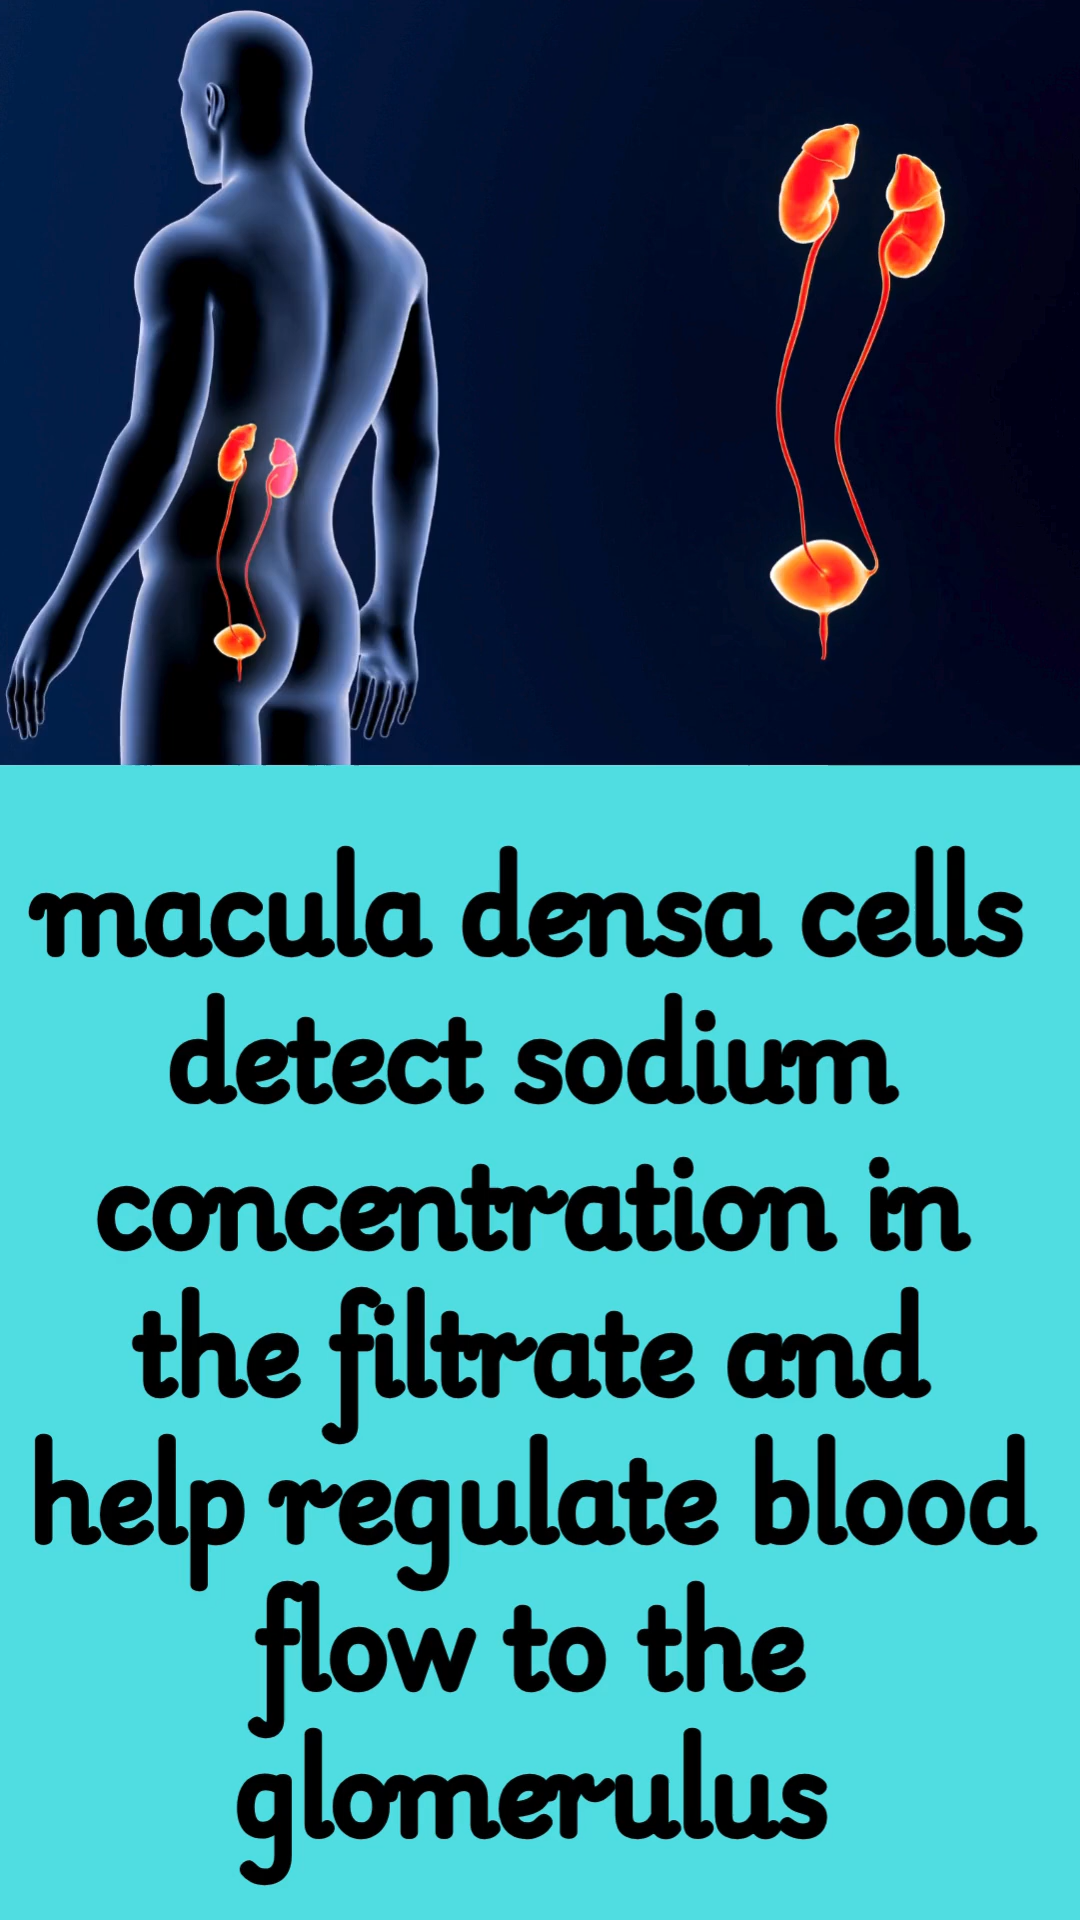 macula densa cells
detect sodium
concentration in
the filtrate and
help regulate blood
flow to the
glomerulus